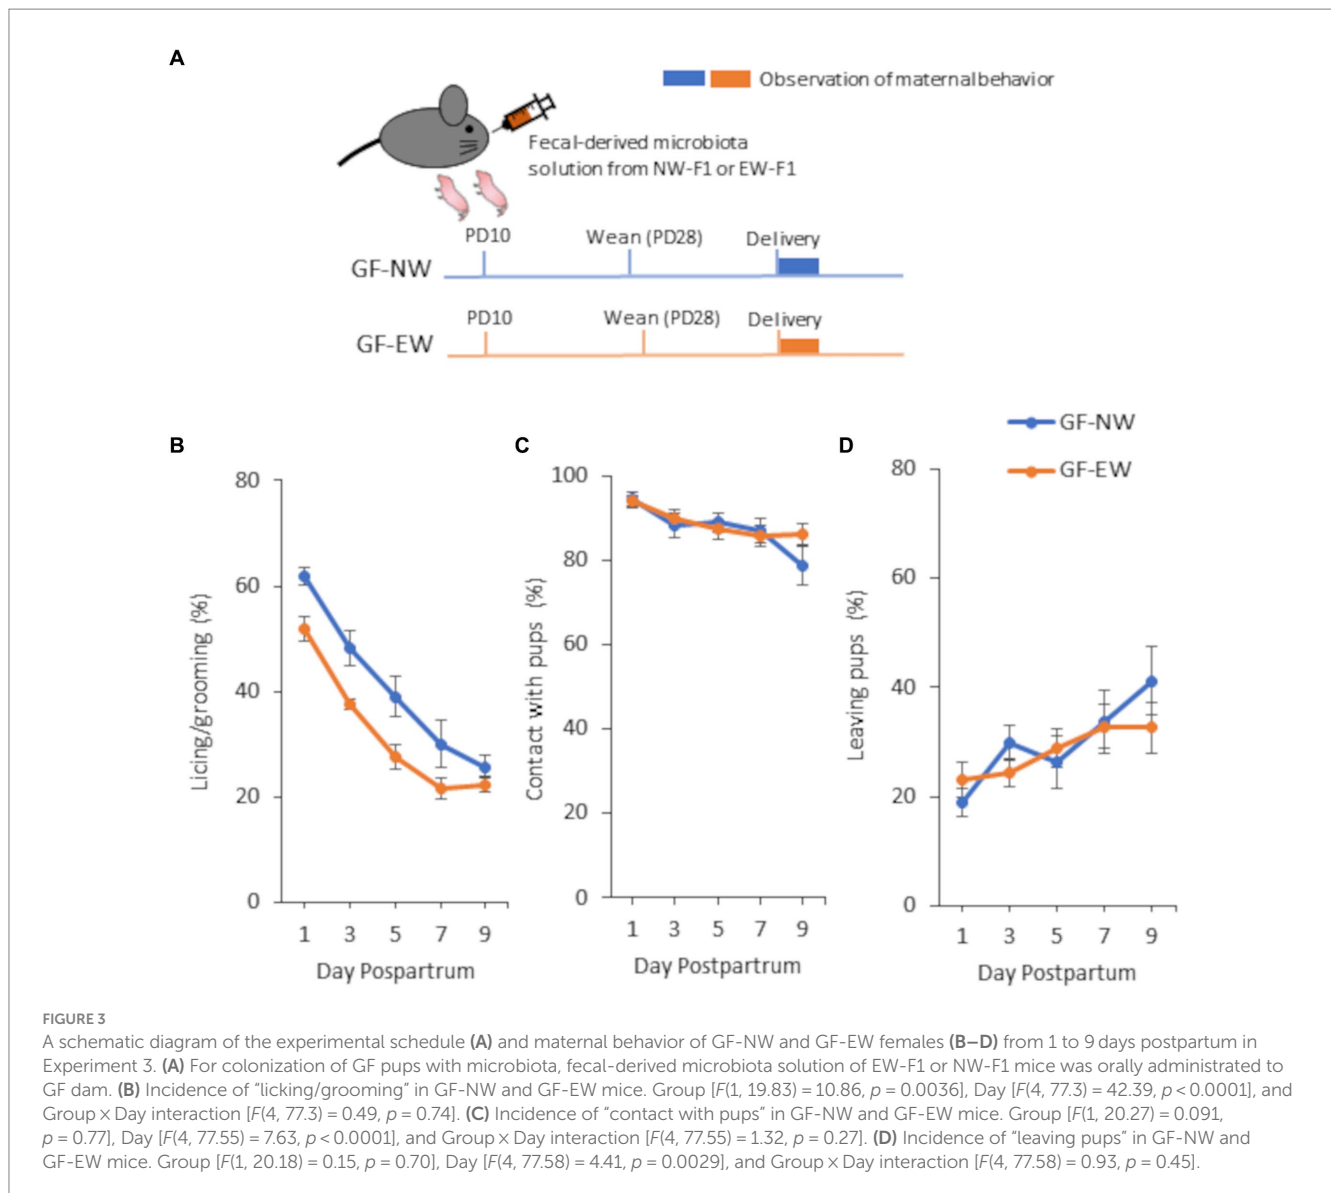 A
Observation of maternal behavior
Fecal-derived microbiota
solution from NW-F1 or EW-F1
PD10
Wean (PD28)
Delivery
GF-NW
PD10
Wean (PD28)
Delivery
GF-EW
GF-NW
GF-EW
B
80
60
40
20
0
Licing/grooming (%)
1 3 5 7 9
Day Pospartrum
C
100
80
60
40
20
0
Contact with pups (%)
1 3 5 7 9
Day Postpartrum
D
80
60
40
20
0
Leaving pups (%)
1 3 5 7 9
Day Postpartum
FIGURE 3
A schematic diagram of the experimental schedule (A) and maternal behavior of GF-NW and GF-EW females (B–D) from 1 to 9 days postpartum in
Experiment 3. (A) For colonization of GF pups with microbiota, fecal-derived microbiota solution of EW-F1 or NW-F1 mice was orally administrated to
GF dam. (B) Incidence of “licking/grooming” in GF-NW and GF-EW mice. Group [F(1, 19.83) = 10.86, p = 0.0036], Day [F(4, 77.3) = 42.39, p < 0.0001], and
Group × Day interaction [F(4, 77.3) = 0.49, p = 0.74]. (C) Incidence of “contact with pups” in GF-NW and GF-EW mice. Group [F(1, 20.27) = 0.091,
p = 0.77], Day [F(4, 77.55) = 7.63, p < 0.0001], and Group × Day interaction [F(4, 77.55) = 1.32, p = 0.27]. (D) Incidence of “leaving pups” in GF-NW and
GF-EW mice. Group [F(1, 20.18) = 0.15, p = 0.70], Day [F(4, 77.58) = 4.41, p = 0.0029], and Group × Day interaction [F(4, 77.58) = 0.93, p = 0.45].